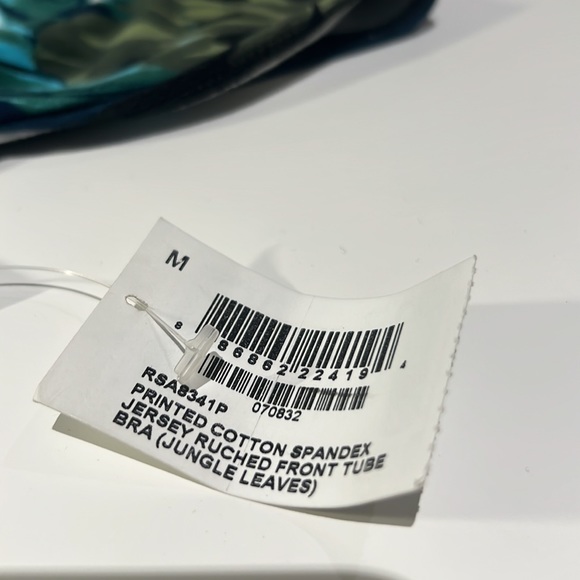 M
8 86862 22419 4
RSA8341P 070832
PRINTED COTTON SPANDEX
JERSEY RUCHED FRONT TUBE
BRA (JUNGLE LEAVES)